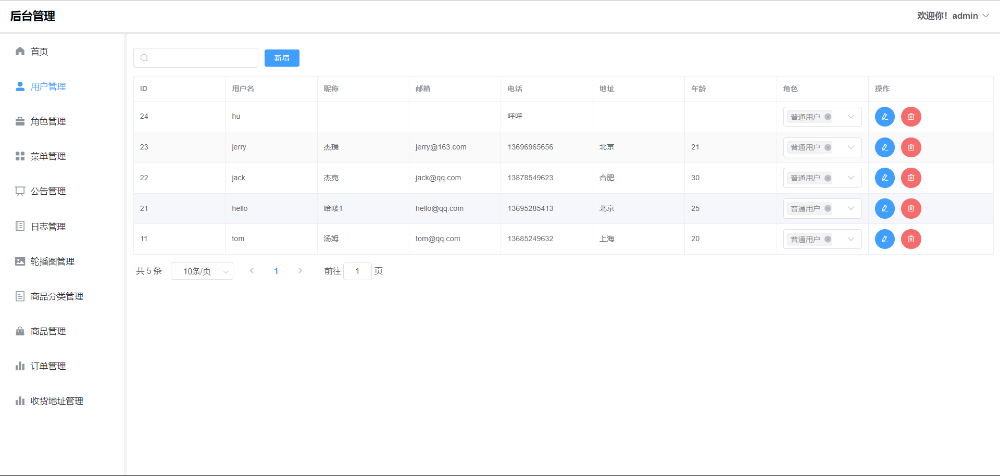 后台管理
欢迎你！admin
首页
用户管理
角色管理
菜单管理
公告管理
日志管理
轮播图管理
商品分类管理
商品管理
订单管理
收货地址管理
新增
ID 用户名 昵称 邮箱 电话 地址 年龄 角色 操作
24 hu 呼呼 普通用户
23 jerry 杰瑞 jerry@163.com 13696965656 北京 21 普通用户
22 jack 杰克 jack@qq.com 13878549623 合肥 30 普通用户
21 hello 哈喽1 hello@qq.com 13695285413 北京 25 普通用户
11 tom 汤姆 tom@qq.com 13685249632 上海 20 普通用户
共 5 条 10条/页 1 前往 1 页